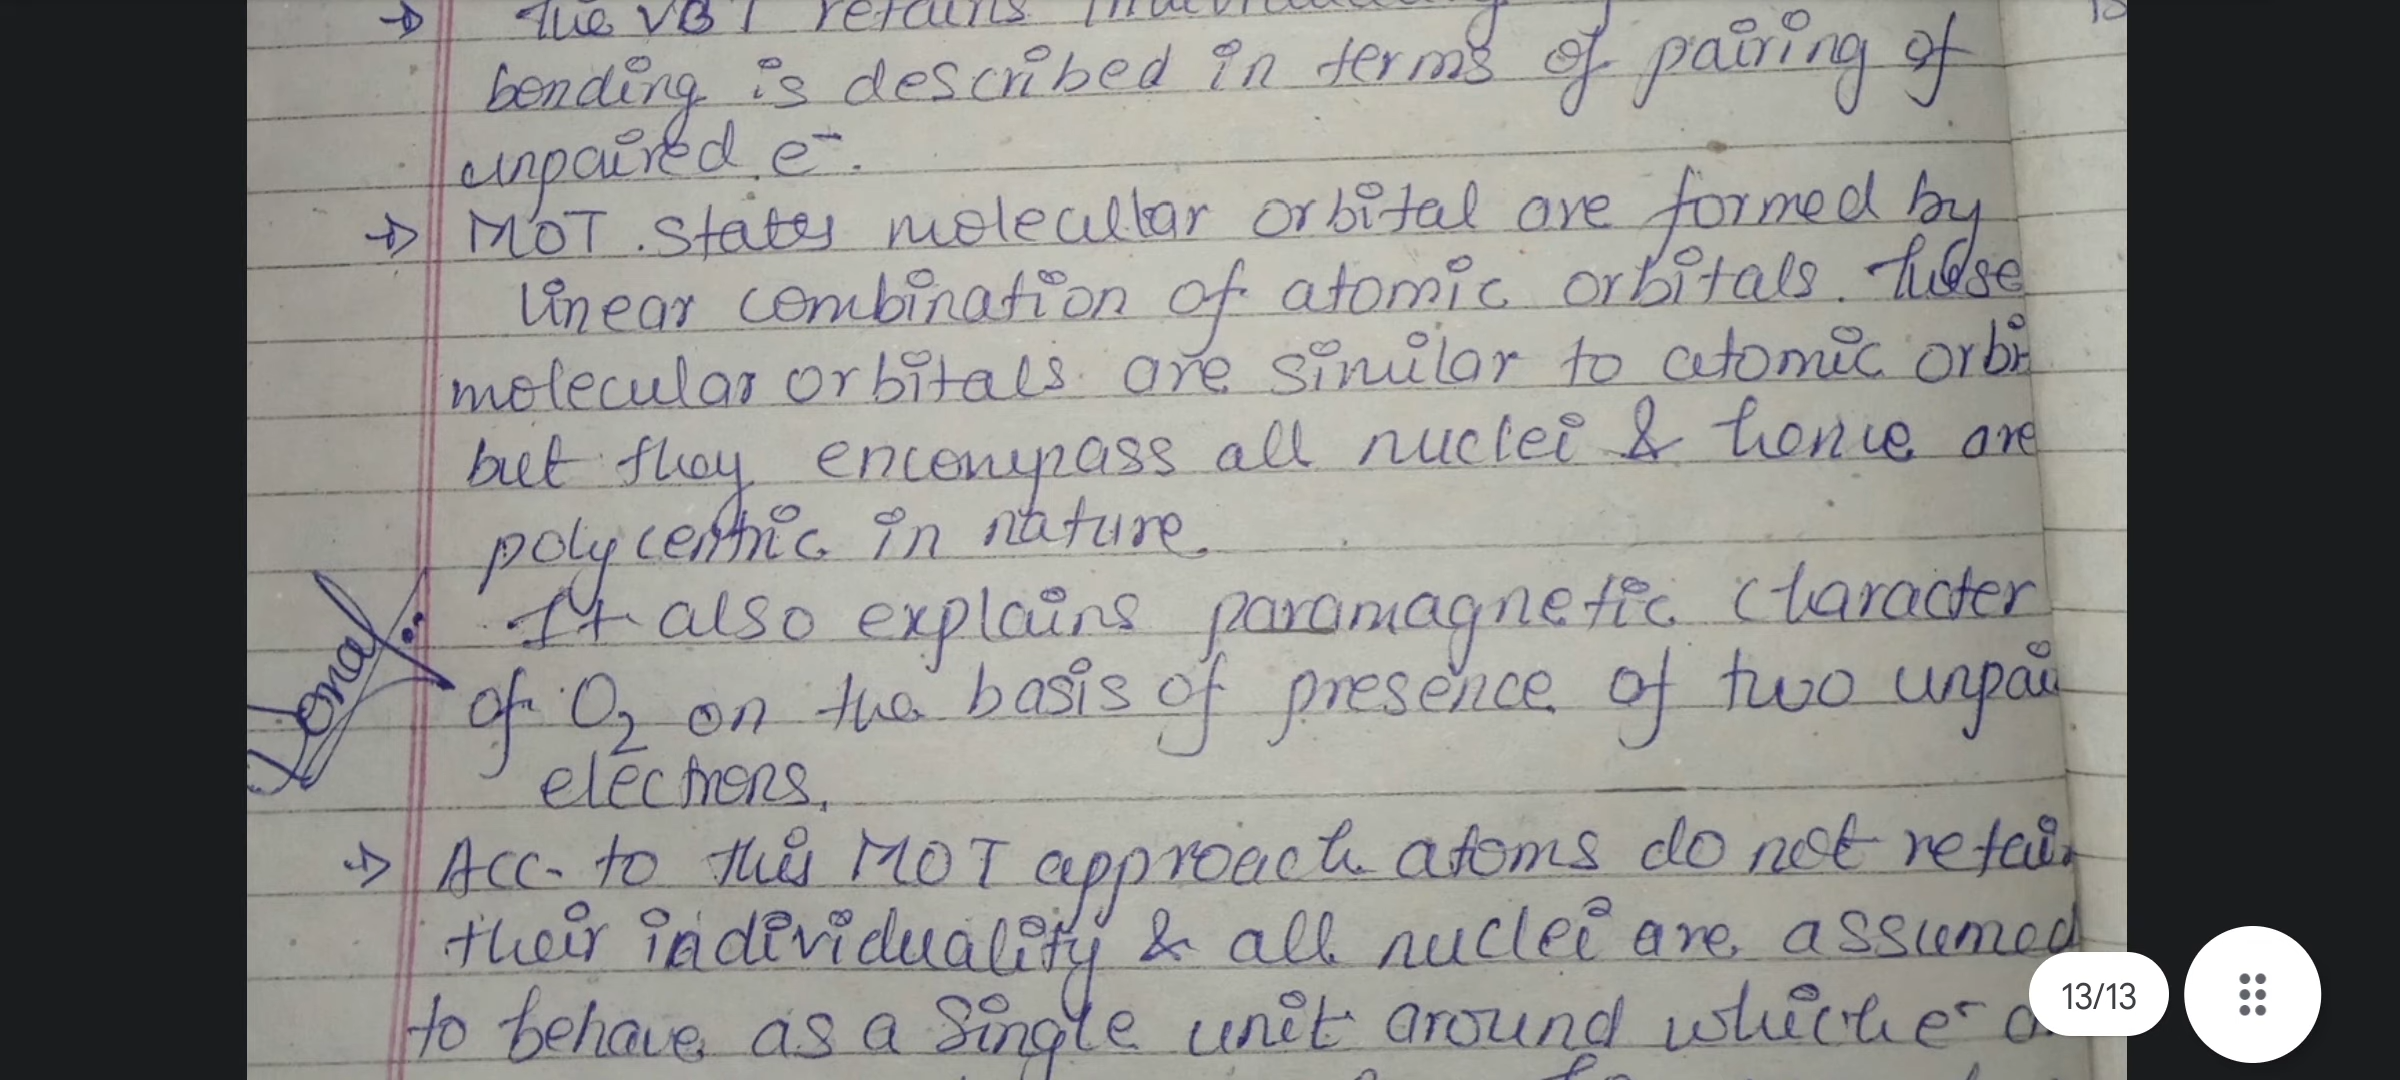 → The VBT retains
bonding is described in terms of pairing of
unpaired e⁻.
→ MOT states molecular orbital are formed by
linear combination of atomic orbitals. These
molecular orbitals are similar to atomic orbi
but they encompass all nuclei & hence are
polycentric in nature.
It also explains paramagnetic character
of O₂ on the basis of presence of two unpai
electrons.
→ Acc. to this MOT approach atoms do not retain
their individuality & all nuclei are assumed
to behave as a single unit around which e⁻
13/13